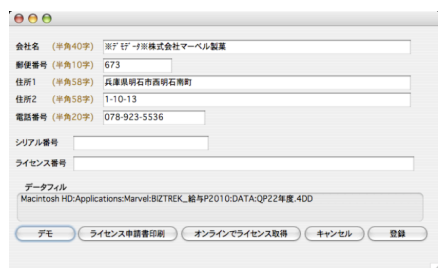 会社名 (半角40字) ※ﾃﾞﾓﾃﾞｰﾀ※株式会社マーベル製菓
郵便番号 (半角10字) 673
住所1 (半角58字) 兵庫県明石市西明石南町
住所2 (半角58字) 1-10-13
電話番号 (半角20字) 078-923-5536
シリアル番号
ライセンス番号
データフィル
Macintosh HD:Applications:Marvel:BIZTREK_給与P2010:DATA:QP22年度.4DD
デモ ライセンス申請書印刷 オンラインでライセンス取得 キャンセル 登録